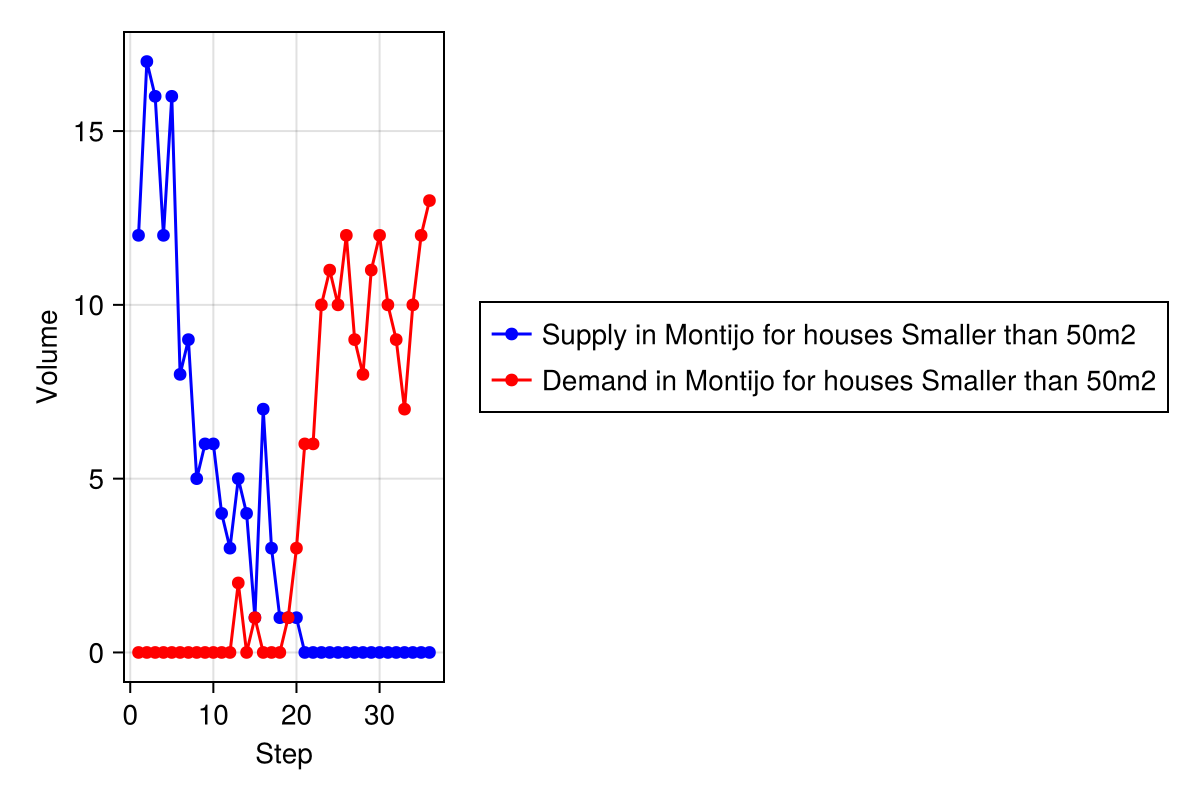 15
10
5
0
Volume
0 10 20 30
Step
Supply in Montijo for houses Smaller than 50m2
Demand in Montijo for houses Smaller than 50m2